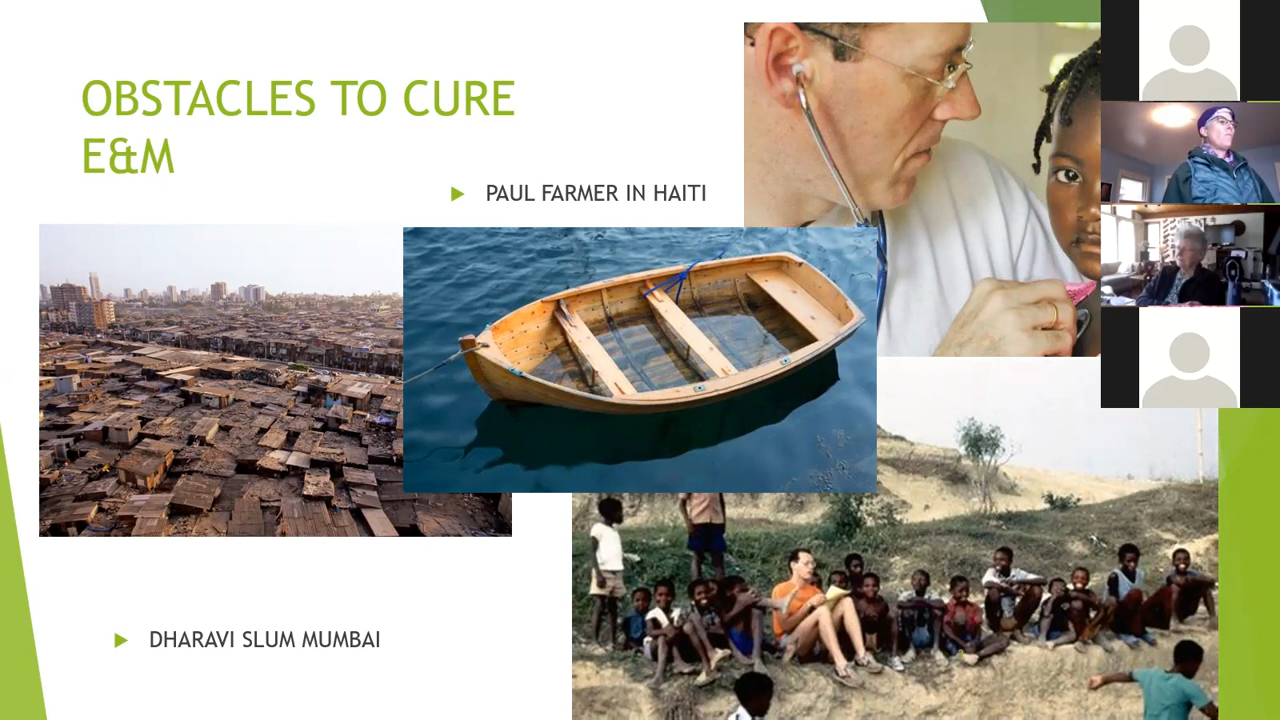 OBSTACLES TO CURE
E&M
PAUL FARMER IN HAITI
DHARAVI SLUM MUMBAI